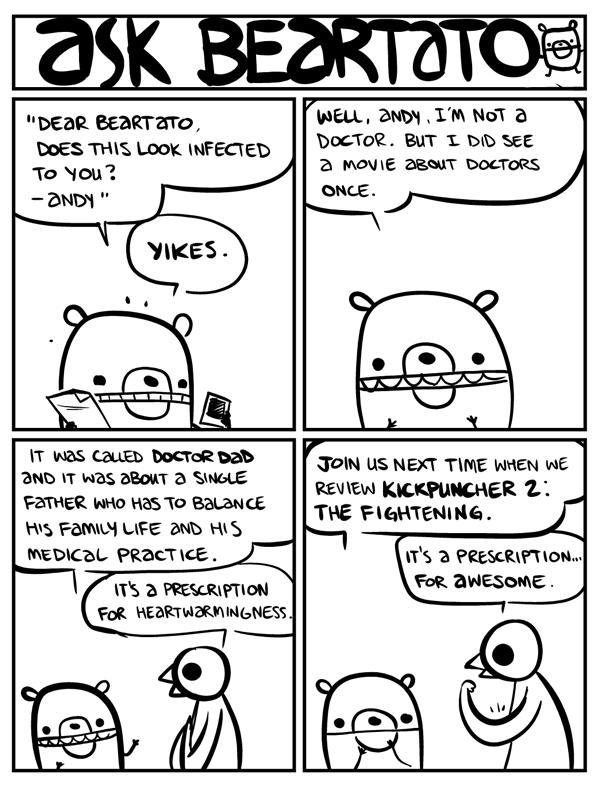 ASK BEARTATO
"DEAR BEARTATO,
DOES THIS LOOK INFECTED
TO YOU?
- ANDY"
YIKES.
WELL, ANDY, I'M NOT A
DOCTOR. BUT I DID SEE
A MOVIE ABOUT DOCTORS
ONCE.
IT WAS CALLED DOCTOR DAD
AND IT WAS ABOUT A SINGLE
FATHER WHO HAS TO BALANCE
HIS FAMILY LIFE AND HIS
MEDICAL PRACTICE.
IT'S A PRESCRIPTION
FOR HEARTWARMINGNESS.
JOIN US NEXT TIME WHEN WE
REVIEW KICKPUNCHER 2:
THE FIGHTENING.
IT'S A PRESCRIPTION...
FOR AWESOME.